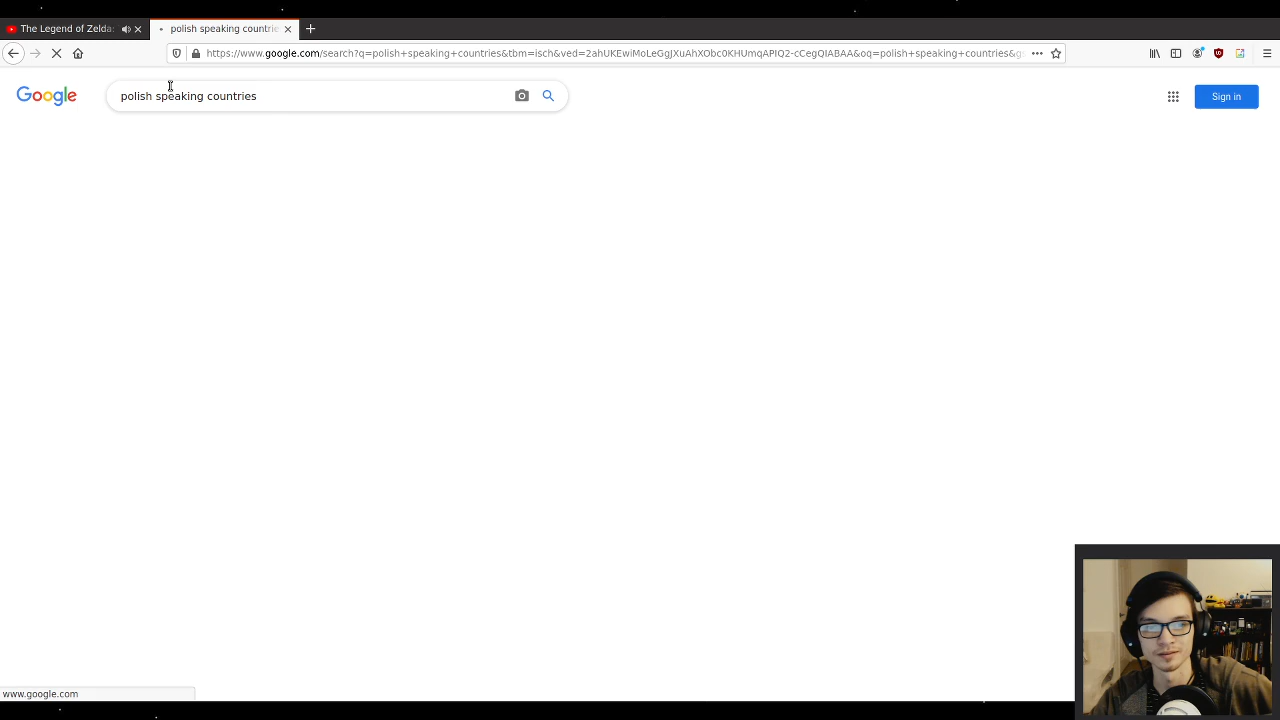 The Legend of Zelda:
polish speaking countrie
https://www.google.com/search?q=polish+speaking+countries&tbm=isch&ved=2ahUKEwiMoLeGgJXuAhXObc0KHUmqAPIQ2-cCegQIABAA&oq=polish+speaking+countries&g
Google
polish speaking countries
Sign in
www.google.com